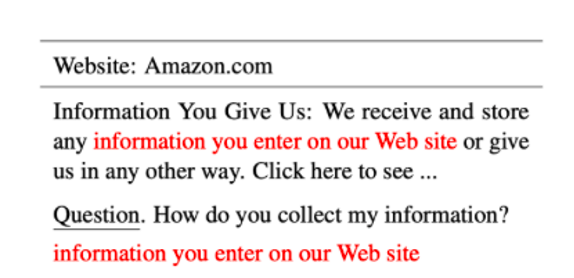 Website: Amazon.com
Information You Give Us: We receive and store
any information you enter on our Web site or give
us in any other way. Click here to see ...
Question. How do you collect my information?
information you enter on our Web site